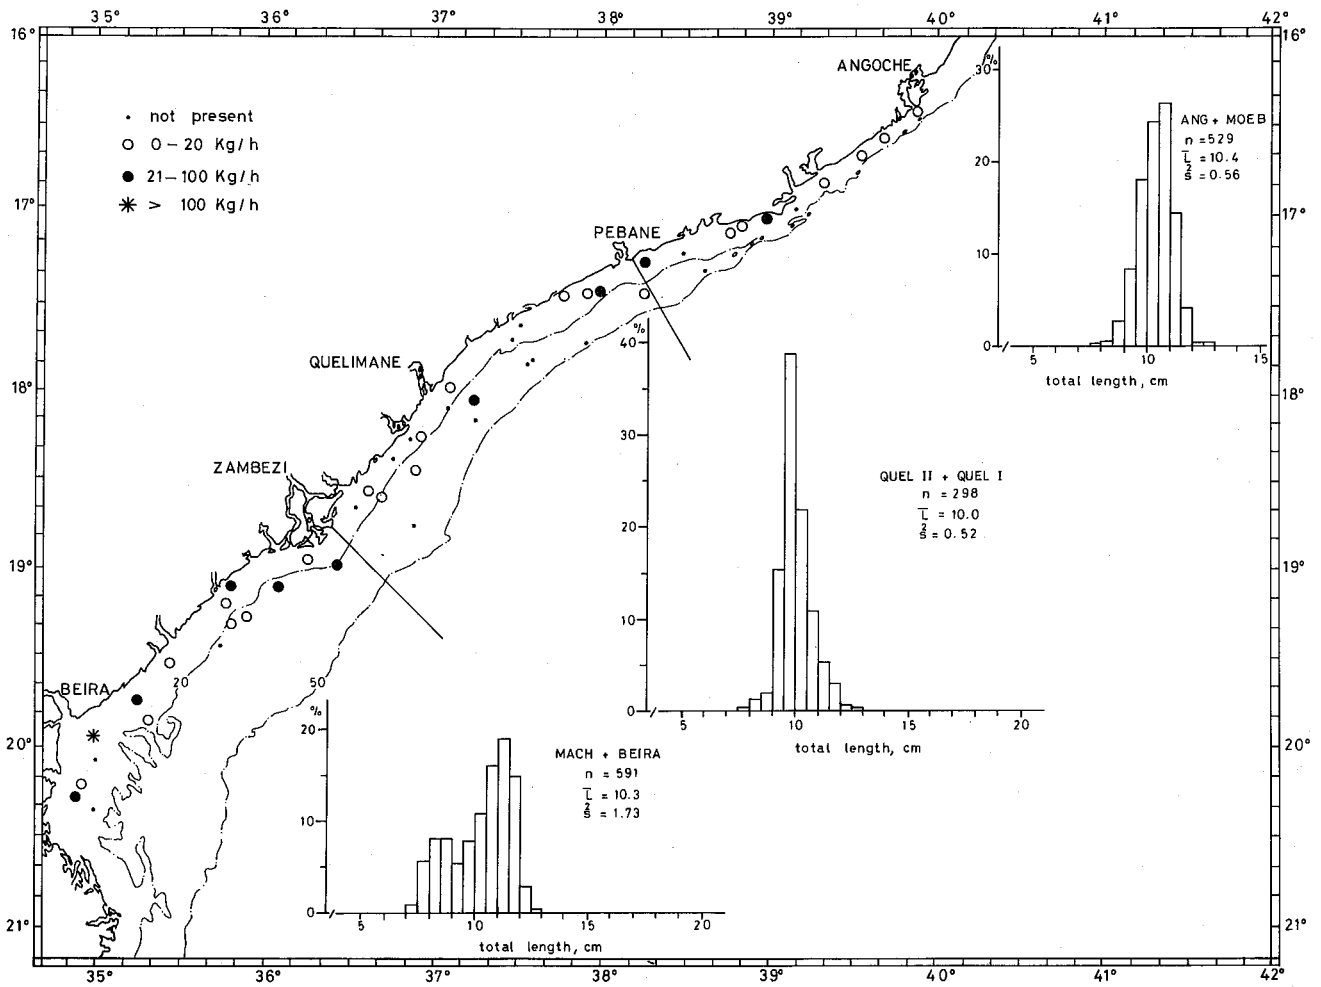 35° 36° 37° 38° 39° 40° 41° 42°
16° 16°
ANGOCHE
not present
0-20 Kg/h
21-100 Kg/h
> 100 Kg/h
%
30
20
10
0
ANG + MOEB
n = 529
L̅ = 10.4
s² = 0.56
5 10 15
total length, cm
17° 17°
PEBANE
QUELIMANE
18° 18°
ZAMBEZI
%
40
30
20
10
0
QUEL II + QUEL I
n = 298
L̅ = 10.0
s² = 0.52
5 10 15 20
total length, cm
19° 19°
BEIRA
20 50
20° 20°
%
20
10
0
MACH + BEIRA
n = 591
L̅ = 10.3
s² = 1.73
5 10 15 20
total length, cm
21° 21°
35° 36° 37° 38° 39° 40° 41° 42°